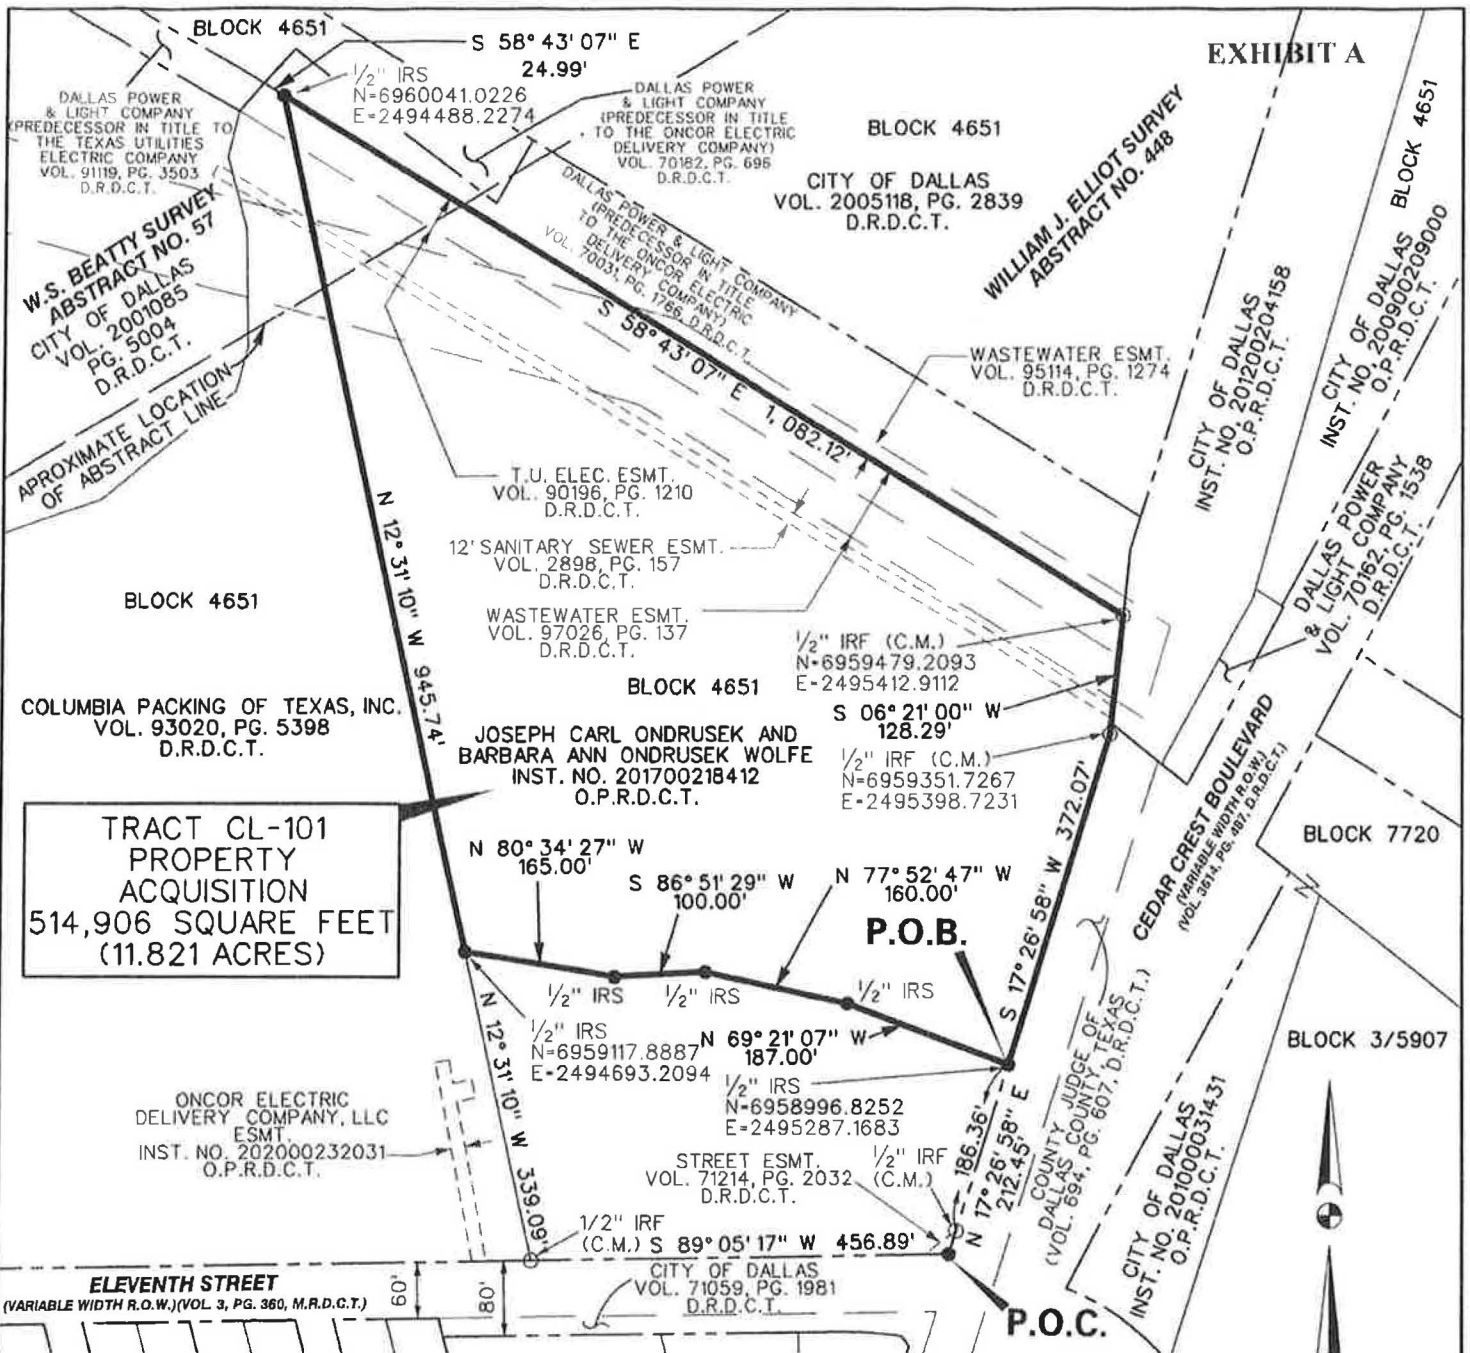 EXHIBIT A
BLOCK 4651
S 58° 43' 07" E
24.99'
1/2" IRS
N=6960041.0226
E=2494488.2274
DALLAS POWER
& LIGHT COMPANY
(PREDECESSOR IN TITLE TO
THE TEXAS UTILITIES
ELECTRIC COMPANY
VOL. 91119, PG. 3503
D.R.D.C.T.
DALLAS POWER
& LIGHT COMPANY
(PREDECESSOR IN TITLE
TO THE ONCOR ELECTRIC
DELIVERY COMPANY)
VOL. 70182, PG. 696
D.R.D.C.T.
BLOCK 4651
CITY OF DALLAS
VOL. 2005118, PG. 2839
D.R.D.C.T.
WILLIAM J. ELLIOT SURVEY
ABSTRACT NO. 448
BLOCK 4651
W.S. BEATTY SURVEY
ABSTRACT NO. 57
CITY OF DALLAS
VOL. 2001085
PG. 5004
D.R.D.C.T.
DALLAS POWER & LIGHT COMPANY
(PREDECESSOR IN TITLE
TO THE ONCOR ELECTRIC
DELIVERY COMPANY)
VOL. 70031, PG. 1766, D.R.D.C.T.
S 58° 43' 07" E 1,082.12'
APROXIMATE LOCATION
OF ABSTRACT LINE
WASTEWATER ESMT.
VOL. 95114, PG. 1274
D.R.D.C.T.
CITY OF DALLAS
INST. NO. 201200204158
O.P.R.D.C.T.
CITY OF DALLAS
INST. NO. 200900209000
O.P.R.D.C.T.
DALLAS POWER
& LIGHT COMPANY
VOL. 70162, PG. 1538
D.R.D.C.T.
T.U. ELEC. ESMT.
VOL. 90196, PG. 1210
D.R.D.C.T.
12' SANITARY SEWER ESMT.
VOL. 2898, PG. 157
D.R.D.C.T.
WASTEWATER ESMT.
VOL. 97026, PG. 137
D.R.D.C.T.
N 12° 31' 10" W 945.74'
BLOCK 4651
COLUMBIA PACKING OF TEXAS, INC.
VOL. 93020, PG. 5398
D.R.D.C.T.
BLOCK 4651
JOSEPH CARL ONDRUSEK AND
BARBARA ANN ONDRUSEK WOLFE
INST. NO. 201700218412
O.P.R.D.C.T.
1/2" IRF (C.M.)
N=6959479.2093
E=2495412.9112
S 06° 21' 00" W
128.29'
1/2" IRF (C.M.)
N=6959351.7267
E=2495398.7231
CEDAR CREST BOULEVARD
(VARIABLE WIDTH R.O.W.)
(VOL. 3614, PG. 487, D.R.D.C.T.)
BLOCK 7720
TRACT CL-101
PROPERTY
ACQUISITION
514,906 SQUARE FEET
(11.821 ACRES)
N 80° 34' 27" W
165.00'
S 86° 51' 29" W
100.00'
N 77° 52' 47" W
160.00'
S 17° 26' 58" W 372.07'
P.O.B.
1/2" IRS
1/2" IRS
1/2" IRS
1/2" IRS
N=6959117.8887
E=2494693.2094
N 69° 21' 07" W
187.00'
1/2" IRS
N=6958996.8252
E=2495287.1683
N 12° 31' 10" W 339.09'
BLOCK 3/5907
ONCOR ELECTRIC
DELIVERY COMPANY, LLC
ESMT.
INST. NO. 202000232031
O.P.R.D.C.T.
STREET ESMT.
VOL. 71214, PG. 2032
D.R.D.C.T.
1/2" IRF
(C.M.)
186.36'
N 17° 26' 58" E
212.45'
COUNTY JUDGE OF
DALLAS COUNTY, TEXAS
(VOL. 694, PG. 607, D.R.D.C.T.)
CITY OF DALLAS
INST. NO. 201000031431
O.P.R.D.C.T.
1/2" IRF
(C.M.)
S 89° 05' 17" W 456.89'
ELEVENTH STREET
(VARIABLE WIDTH R.O.W.)(VOL 3, PG. 360, M.R.D.C.T.)
60'
80'
CITY OF DALLAS
VOL. 71059, PG. 1981
D.R.D.C.T.
P.O.C.